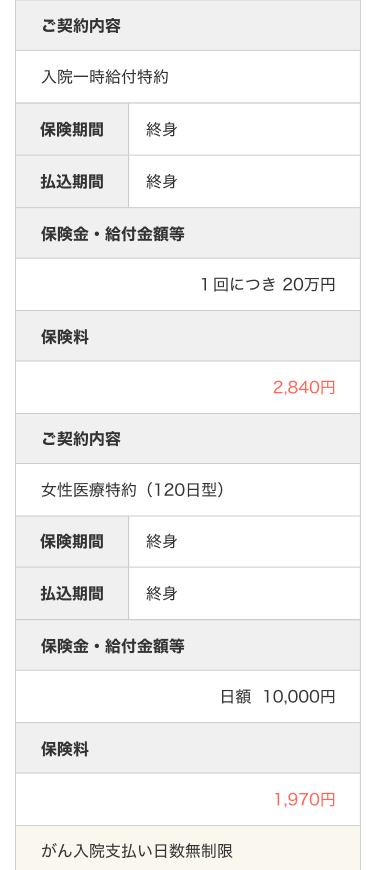 ご契約内容
入院一時給付特約
保険期間 終身
払込期間 終身
保険金・給付金額等
１回につき 20万円
保険料
2,840円
ご契約内容
女性医療特約（120日型）
保険期間 終身
払込期間 終身
保険金・給付金額等
日額 10,000円
保険料
1,970円
がん入院支払い日数無制限